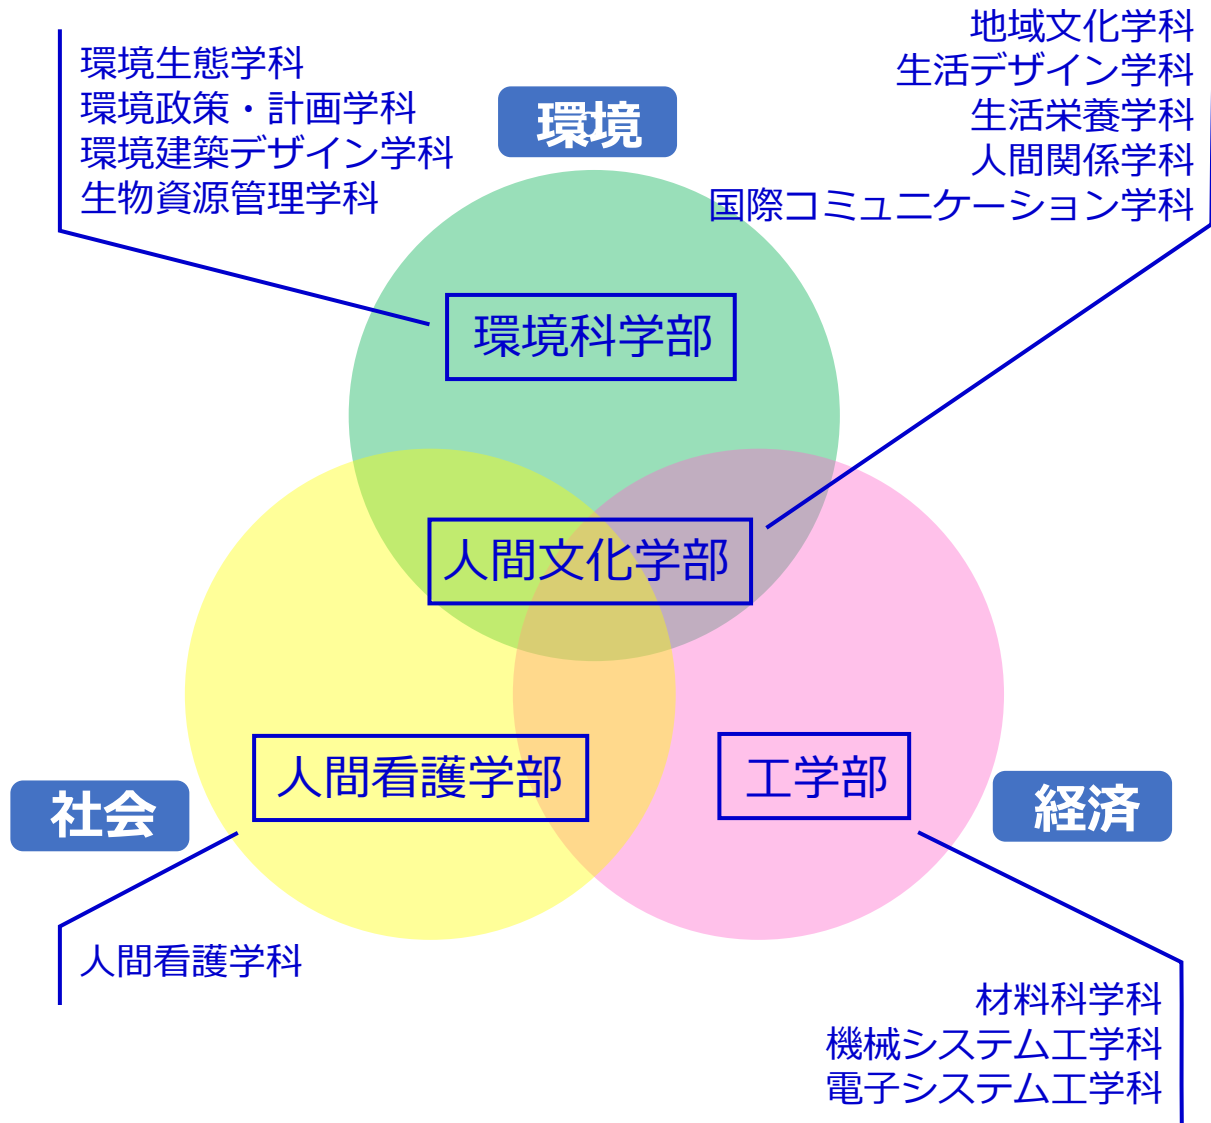 環境生態学科
環境政策・計画学科
環境建築デザイン学科
生物資源管理学科
環境
地域文化学科
生活デザイン学科
生活栄養学科
人間関係学科
国際コミュニケーション学科
環境科学部
人間文化学部
人間看護学部
工学部
社会
経済
人間看護学科
材料科学科
機械システム工学科
電子システム工学科